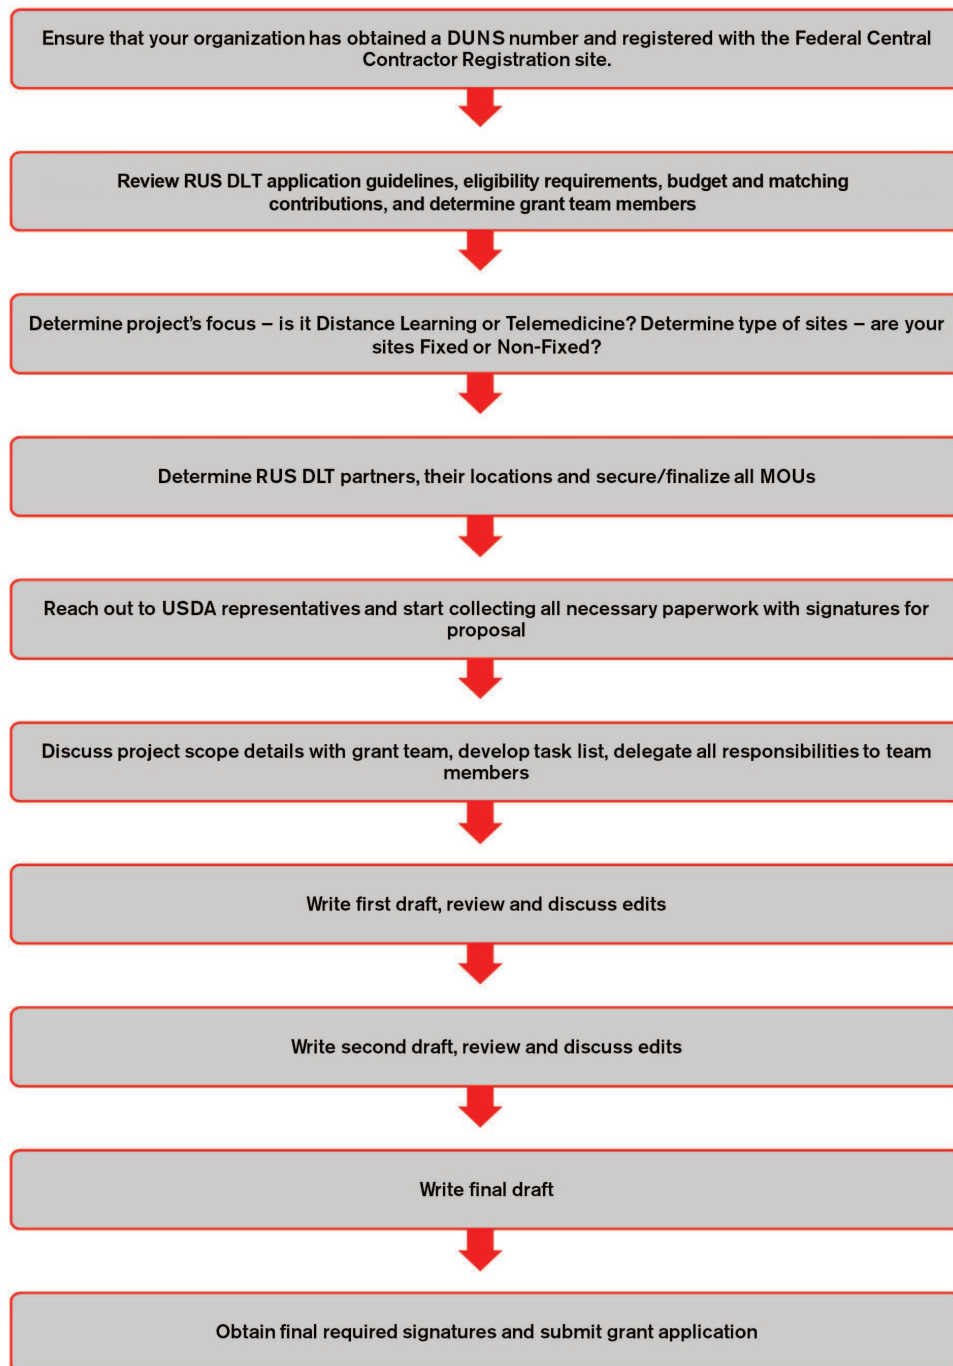 Ensure that your organization has obtained a DUNS number and registered with the Federal Central
Contractor Registration site.
Review RUS DLT application guidelines, eligibility requirements, budget and matching
contributions, and determine grant team members
Determine project's focus – is it Distance Learning or Telemedicine? Determine type of sites – are your
sites Fixed or Non-Fixed?
Determine RUS DLT partners, their locations and secure/finalize all MOUs
Reach out to USDA representatives and start collecting all necessary paperwork with signatures for
proposal
Discuss project scope details with grant team, develop task list, delegate all responsibilities to team
members
Write first draft, review and discuss edits
Write second draft, review and discuss edits
Write final draft
Obtain final required signatures and submit grant application